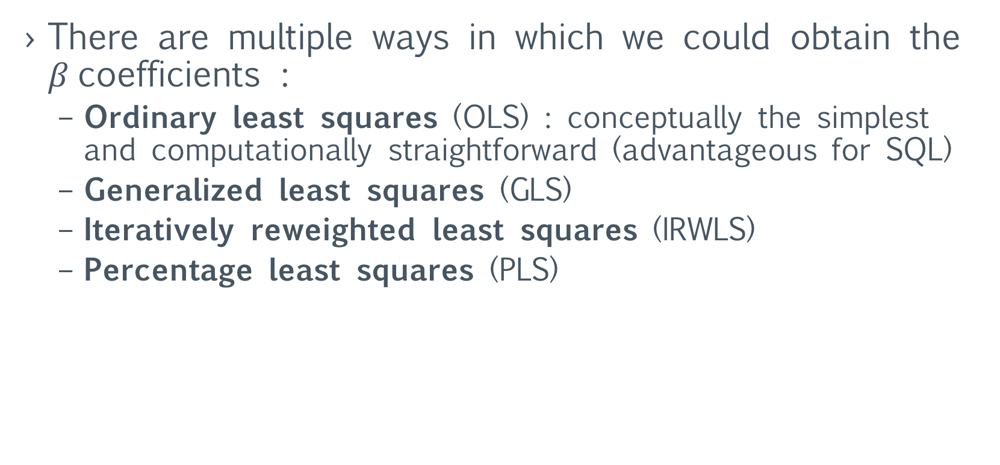 › There are multiple ways in which we could obtain the
β coefficients :
– Ordinary least squares (OLS) : conceptually the simplest
and computationally straightforward (advantageous for SQL)
– Generalized least squares (GLS)
– Iteratively reweighted least squares (IRWLS)
– Percentage least squares (PLS)